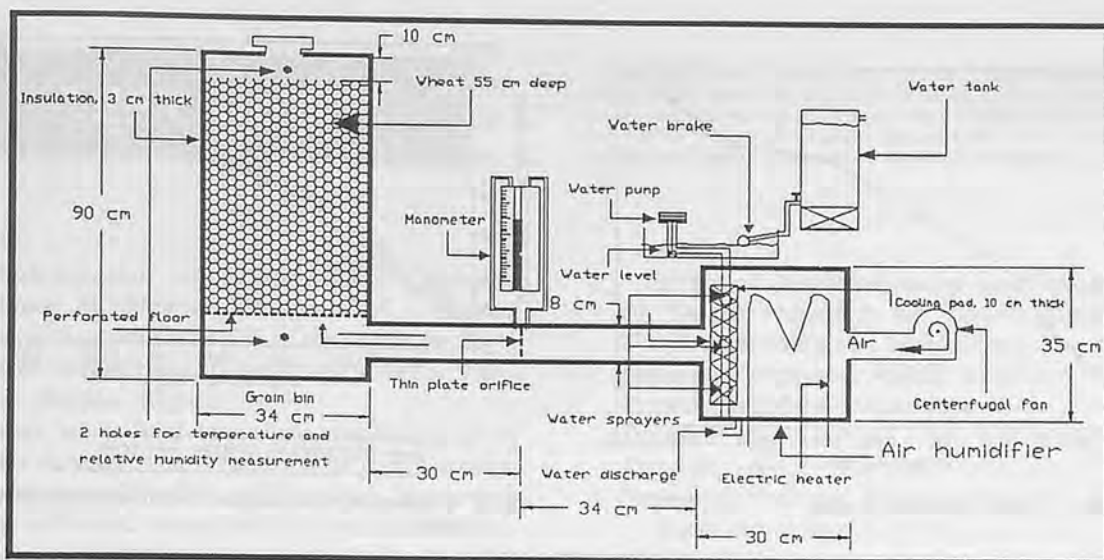 10 cm
Insulation, 3 cm thick
Wheat 55 cm deep
Water tank
Water brake
Water pump
90 cm
Manometer
Water level
8 cm
Cooling pad, 10 cm thick
Perforated floor
Air
35 cm
Thin plate orifice
Grain bin
34 cm
Water sprayers
Centerfugal fan
2 holes foe temperature and
relative humidity neasurement
Air humidifier
30 cm
Water discharge
Electric heater
34 cm
30 cm